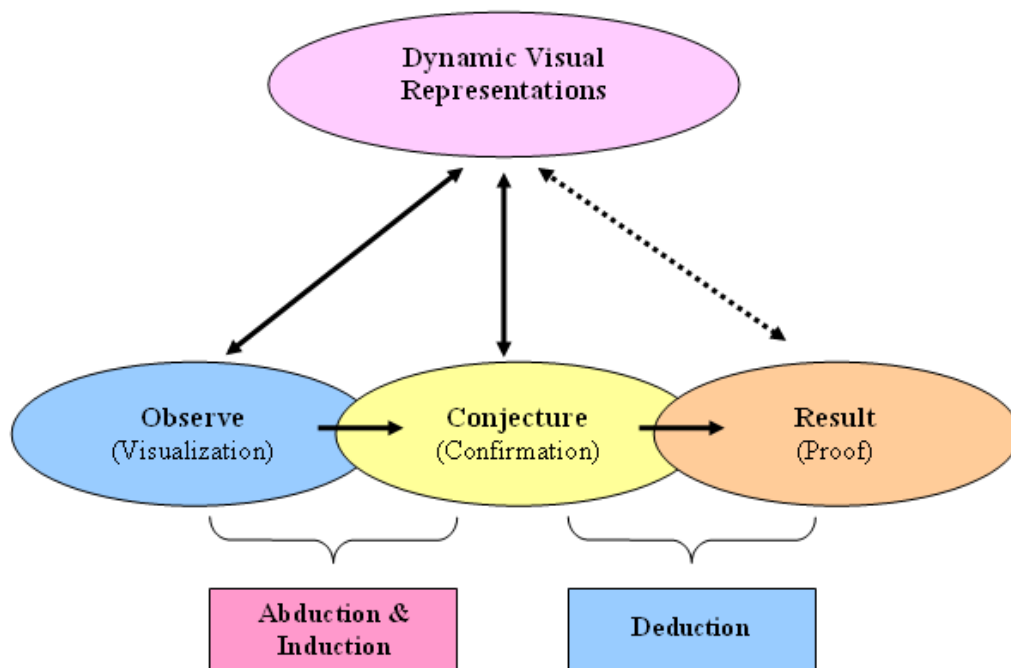 Dynamic Visual
Representations
Observe
(Visualization)
Conjecture
(Confirmation)
Result
(Proof)
Abduction &
Induction
Deduction